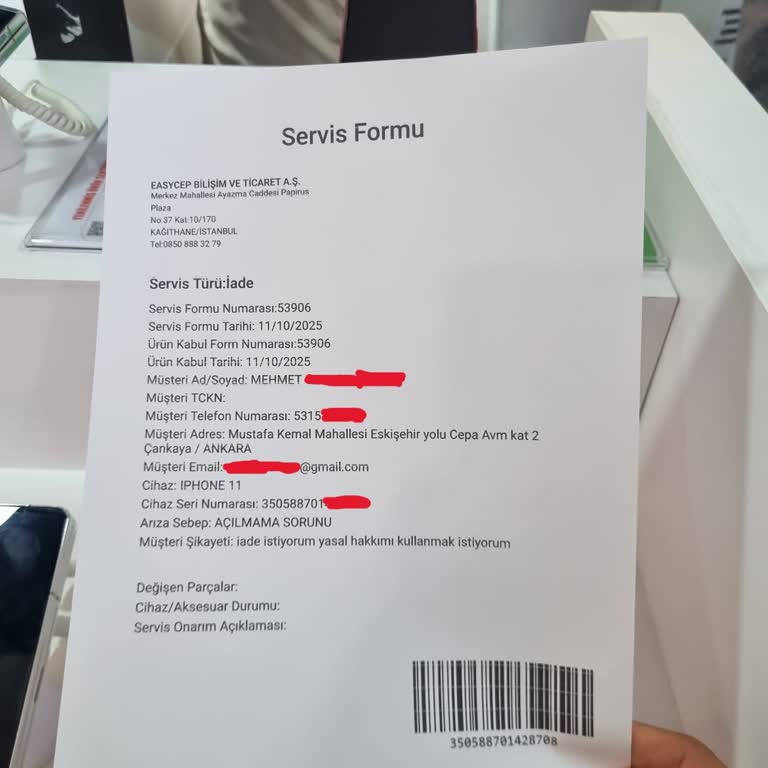 Servis Formu
EASYCEP BİLİŞİM VE TİCARET A.Ş.
Merkez Mahallesi Ayazma Caddesi Papirus
Plaza
No:37 Kat:10/170
KAĞITHANE/İSTANBUL
Tel:0850 888 32 79
Servis Türü:İade
Servis Formu Numarası:53906
Servis Formu Tarihi: 11/10/2025
Ürün Kabul Form Numarası:53906
Ürün Kabul Tarihi: 11/10/2025
Müsteri Ad/Soyad: MEHMET
Müşteri TCKN:
Müşteri Telefon Numarası: 5315
Müşteri Adres: Mustafa Kemal Mahallesi Eskişehir yolu Cepa Avm kat 2
Çankaya / ANKARA
Müşteri Email: @gmail.com
Cihaz: IPHONE 11
Cihaz Seri Numarası: 350588701
Arıza Sebep: AÇILMAMA SORUNU
Müşteri Şikayeti: iade istiyorum yasal hakkımı kullanmak istiyorum
Değişen Parçalar:
Cihaz/Aksesuar Durumu:
Servis Onarım Açıklaması:
350588701428708